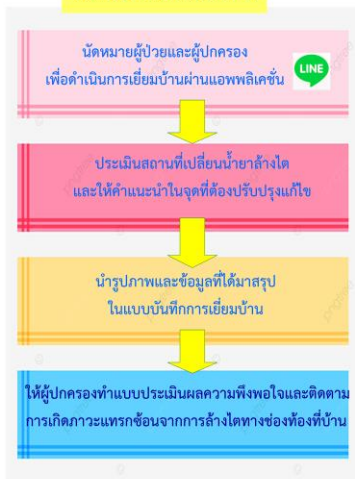 นัดหมายผู้ป่วยและผู้ปกครอง
เพื่อดำเนินการเยี่ยมบ้านผ่านแอพพลิเคชั่น
LINE
ประเมินสถานที่เปลี่ยนน้ำยาล้างไต
และให้คำแนะนำในจุดที่ต้องปรับปรุงแก้ไข
นำรูปภาพและข้อมูลที่ได้มาสรุป
ในแบบบันทึกการเยี่ยมบ้าน
ให้ผู้ปกครองทำแบบประเมินผลความพึงพอใจและติดตาม
การเกิดภาวะแทรกซ้อนจากการล้างไตทางช่องท้องที่บ้าน